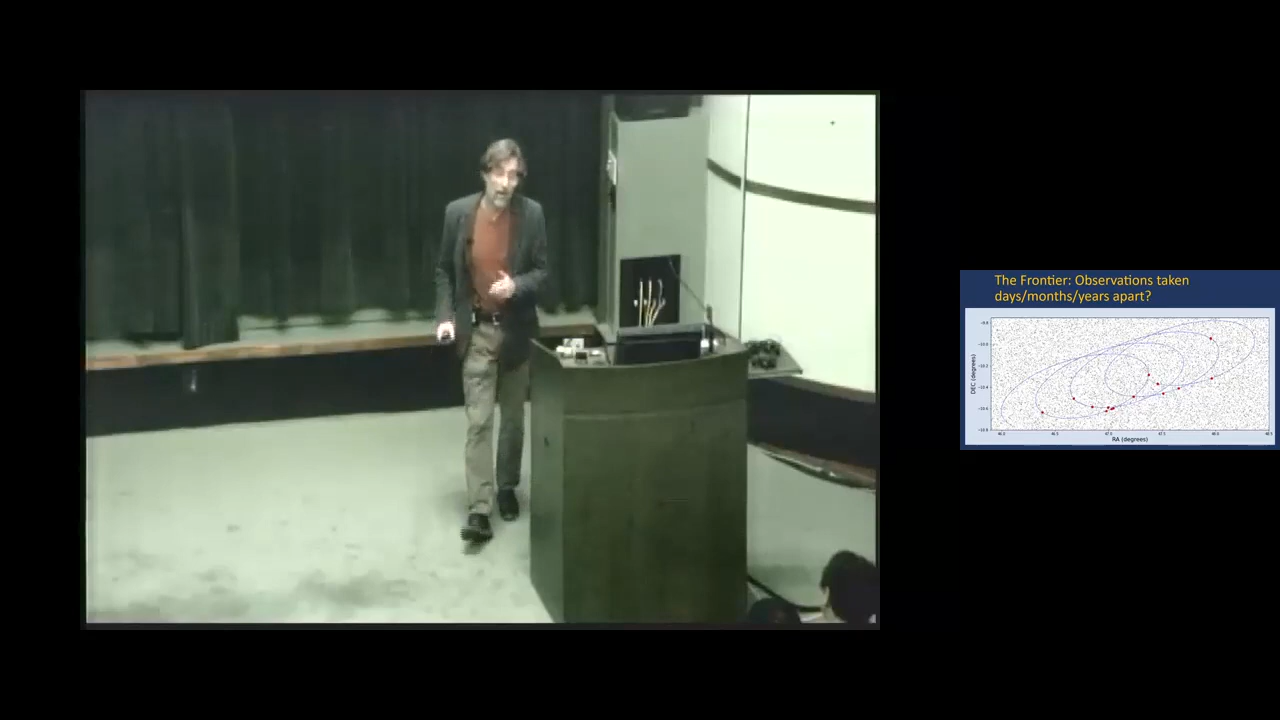 The Frontier: Observations taken
days/months/years apart?
DEC (degrees)
RA (degrees)